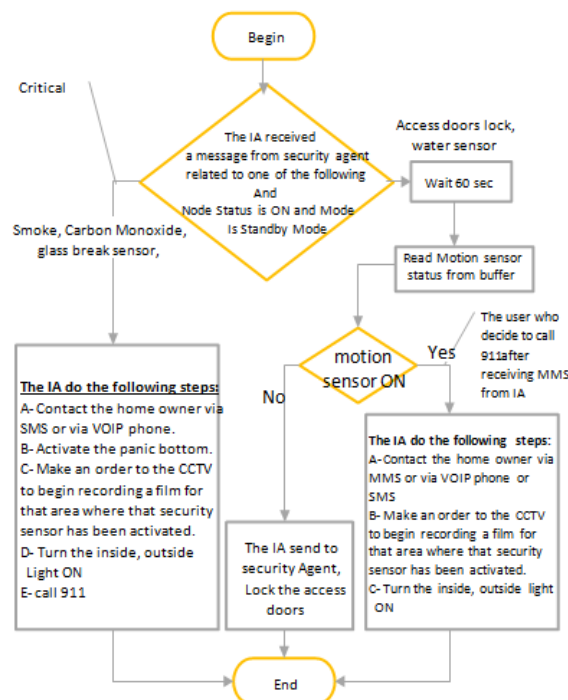 Begin
Critical
The IA received
a message from security agent
related to one of the following
And
Node Status is ON and Mode
Is Standby Mode
Access doors lock,
water sensor
Wait 60 sec
Smoke, Carbon Monoxide,
glass break sensor,
Read Motion sensor
status from buffer
motion
sensor ON
Yes
No
The user who
decide to call
911after
receiving MMS
from IA
The IA do the following steps:
A- Contact the home owner via
SMS or via VOIP phone.
B- Activate the panic bottom.
C- Make an order to the CCTV
to begin recording a film for
that area where that security
sensor has been activated.
D- Turn the inside, outside
Light ON
E- call 911
The IA send to
security Agent,
Lock the access
doors
The IA do the following steps:
A-Contact the home owner via
MMS or via VOIP phone or
SMS
B- Make an order to the CCTV
to begin recording a film for
that area where that security
sensor has been activated.
C- Turn the inside, outside light
ON
End